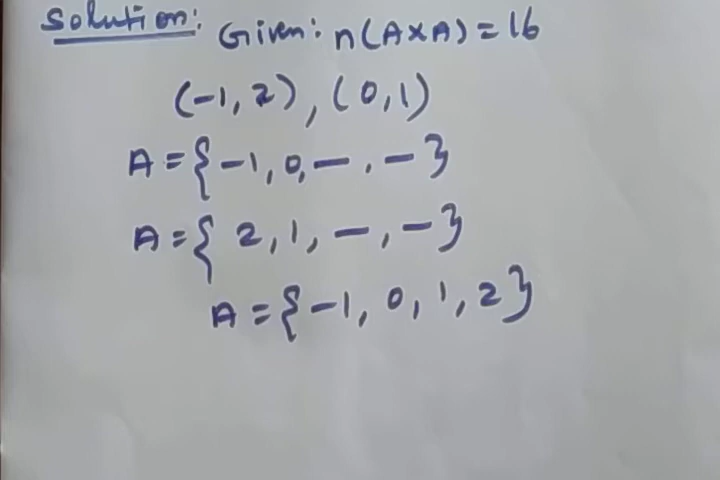 Solution:
Given: n(A×A)=16
(-1, 2), (0, 1)
A={-1, 0, -, -}
A={ 2, 1, -, -}
A={-1, 0, 1, 2}